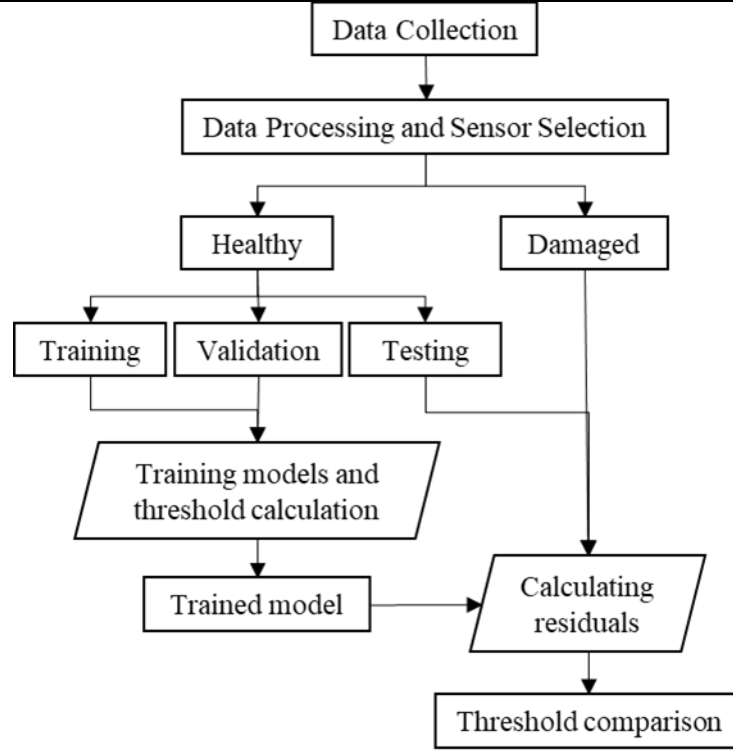 Data Collection
Data Processing and Sensor Selection
Healthy
Damaged
Training
Validation
Testing
Training models and
threshold calculation
Trained model
Calculating
residuals
Threshold comparison